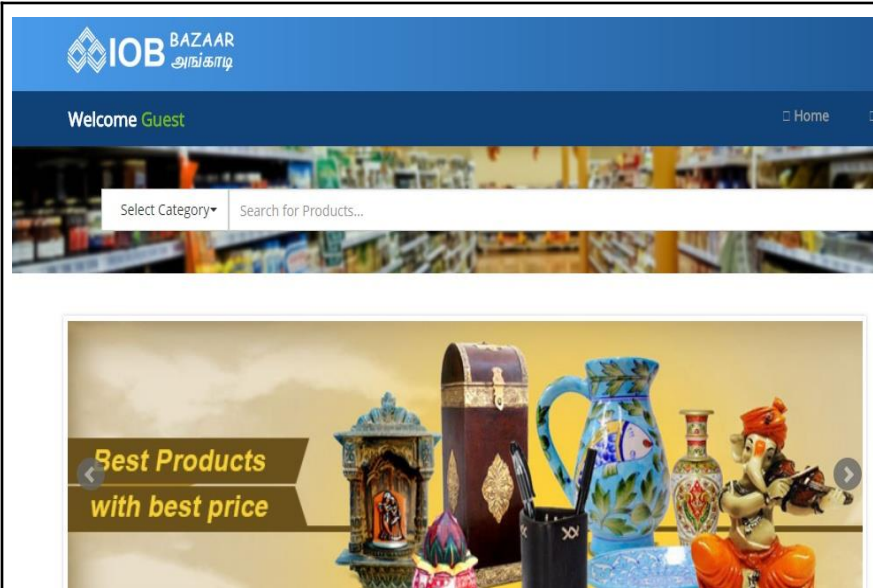 IOB BAZAAR
அங்காடி
Welcome Guest
Home
Select Category
Search for Products...
Best Products
with best price